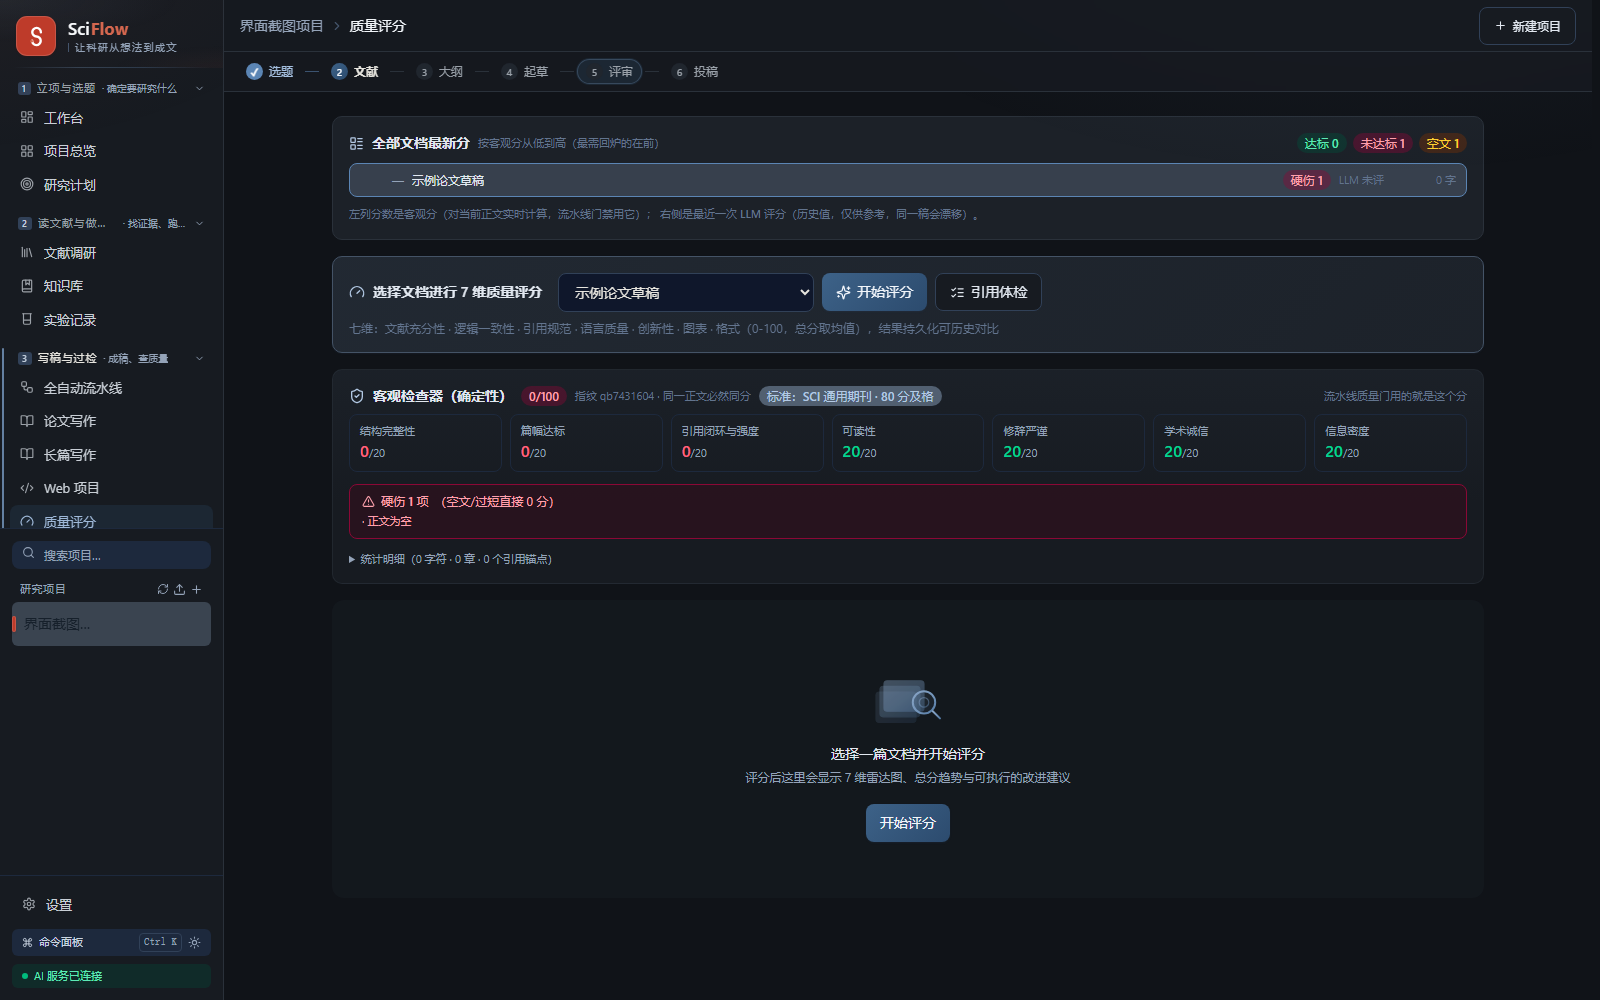 S
SciFlow
让科研从想法到成文
1 立项与选题 · 确定要研究什么
工作台
项目总览
研究计划
2 读文献与做... · 找证据、跑...
文献调研
知识库
实验记录
3 写稿与过检 · 成稿、查质量
全自动流水线
论文写作
长篇写作
Web 项目
质量评分
搜索项目...
研究项目
界面截图...
设置
命令面板 Ctrl K
AI 服务已连接
界面截图项目 › 质量评分
+ 新建项目
选题 — 2 文献 — 3 大纲 — 4 起草 — 5 评审 — 6 投稿
全部文档最新分 按客观分从低到高（最需回炉的在前） 达标 0 未达标 1 空文 1
— 示例论文草稿 硬伤 1 LLM 未评 0 字
左列分数是客观分（对当前正文实时计算，流水线门禁用它）； 右侧是最近一次 LLM 评分（历史值，仅供参考，同一稿会漂移）。
选择文档进行 7 维质量评分 示例论文草稿 开始评分 引用体检
七维：文献充分性 · 逻辑一致性 · 引用规范 · 语言质量 · 创新性 · 图表 · 格式（0-100，总分取均值），结果持久化可历史对比
客观检查器（确定性） 0/100 指纹 qb7431604 · 同一正文必然同分 标准：SCI 通用期刊 · 80 分及格 流水线质量门用的就是这个分
结构完整性 篇幅达标 引用闭环与强度 可读性 修辞严谨 学术诚信 信息密度
0/20 0/20 0/20 20/20 20/20 20/20 20/20
硬伤 1 项 （空文/过短直接 0 分）
· 正文为空
▶ 统计明细（0 字符 · 0 章 · 0 个引用锚点）
选择一篇文档并开始评分
评分后这里会显示 7 维雷达图、总分趋势与可执行的改进建议
开始评分